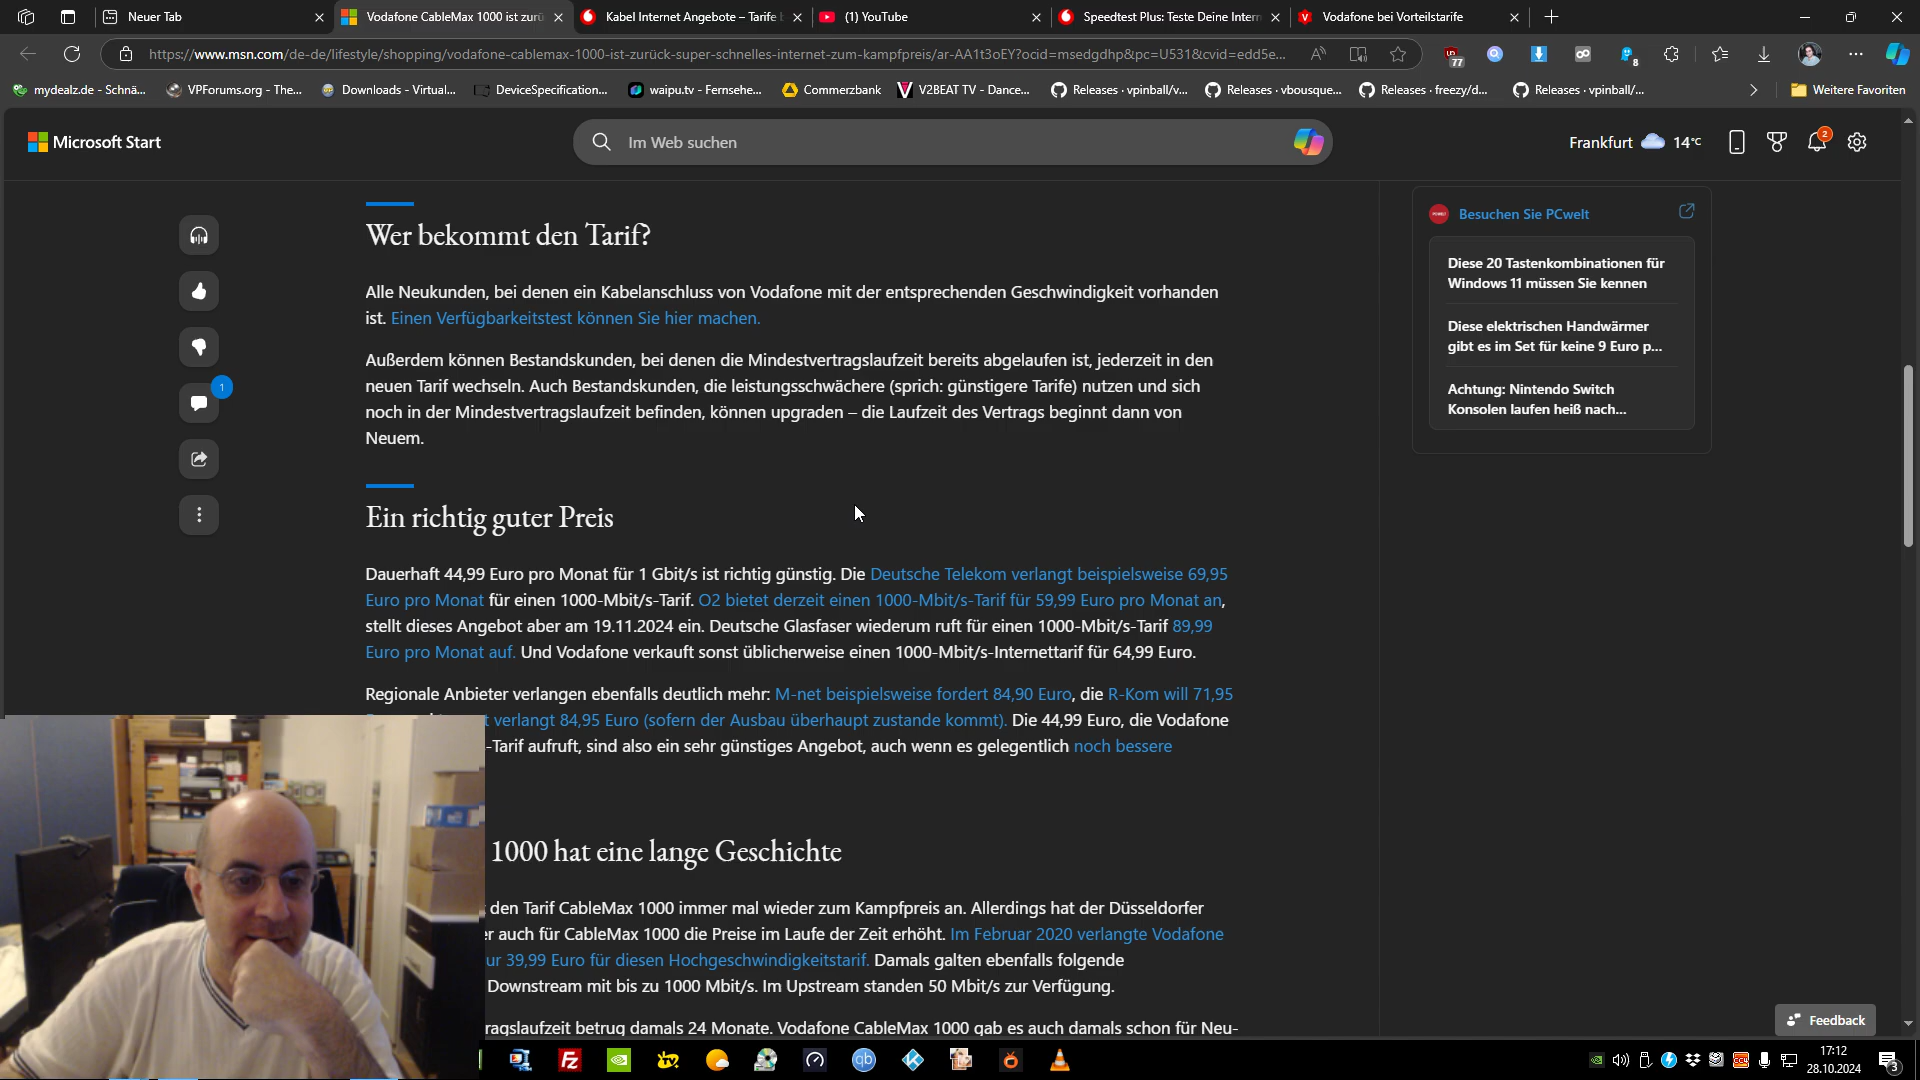 Neuer Tab
Vodafone CableMax 1000 ist zurü
Kabel Internet Angebote – Tarife
(1) YouTube
Speedtest Plus: Teste Deine Inter
Vodafone bei Vorteilstarife
https://www.msn.com/de-de/lifestyle/shopping/vodafone-cablemax-1000-ist-zurück-super-schnelles-internet-zum-kampfpreis/ar-AA1t3oEY?ocid=msedgdhp&pc=U531&cvid=edd5e...
77
8
mydealz.de - Schnä...
VPForums.org - The...
Downloads - Virtual...
DeviceSpecification...
waipu.tv - Fernsehe...
Commerzbank
V2BEAT TV - Dance...
Releases · vpinball/v...
Releases · vbousque...
Releases · freezy/d...
Releases · vpinball/...
Weitere Favoriten
Microsoft Start
Im Web suchen
Frankfurt
14°C
2
Wer bekommt den Tarif?
Alle Neukunden, bei denen ein Kabelanschluss von Vodafone mit der entsprechenden Geschwindigkeit vorhanden
ist. Einen Verfügbarkeitstest können Sie hier machen.
Außerdem können Bestandskunden, bei denen die Mindestvertragslaufzeit bereits abgelaufen ist, jederzeit in den
neuen Tarif wechseln. Auch Bestandskunden, die leistungsschwächere (sprich: günstigere Tarife) nutzen und sich
noch in der Mindestvertragslaufzeit befinden, können upgraden – die Laufzeit des Vertrags beginnt dann von
Neuem.
1
Besuchen Sie PCwelt
Diese 20 Tastenkombinationen für
Windows 11 müssen Sie kennen
Diese elektrischen Handwärmer
gibt es im Set für keine 9 Euro p...
Achtung: Nintendo Switch
Konsolen laufen heiß nach...
Ein richtig guter Preis
Dauerhaft 44,99 Euro pro Monat für 1 Gbit/s ist richtig günstig. Die Deutsche Telekom verlangt beispielsweise 69,95
Euro pro Monat für einen 1000-Mbit/s-Tarif. O2 bietet derzeit einen 1000-Mbit/s-Tarif für 59,99 Euro pro Monat an,
stellt dieses Angebot aber am 19.11.2024 ein. Deutsche Glasfaser wiederum ruft für einen 1000-Mbit/s-Tarif 89,99
Euro pro Monat auf. Und Vodafone verkauft sonst üblicherweise einen 1000-Mbit/s-Internettarif für 64,99 Euro.
Regionale Anbieter verlangen ebenfalls deutlich mehr: M-net beispielsweise fordert 84,90 Euro, die R-Kom will 71,95
t verlangt 84,95 Euro (sofern der Ausbau überhaupt zustande kommt). Die 44,99 Euro, die Vodafone
-Tarif aufruft, sind also ein sehr günstiges Angebot, auch wenn es gelegentlich noch bessere
1000 hat eine lange Geschichte
den Tarif CableMax 1000 immer mal wieder zum Kampfpreis an. Allerdings hat der Düsseldorfer
er auch für CableMax 1000 die Preise im Laufe der Zeit erhöht. Im Februar 2020 verlangte Vodafone
ur 39,99 Euro für diesen Hochgeschwindigkeitstarif. Damals galten ebenfalls folgende
Downstream mit bis zu 1000 Mbit/s. Im Upstream standen 50 Mbit/s zur Verfügung.
ragslaufzeit betrug damals 24 Monate. Vodafone CableMax 1000 gab es auch damals schon für Neu-
Feedback
17:12
28.10.2024
3